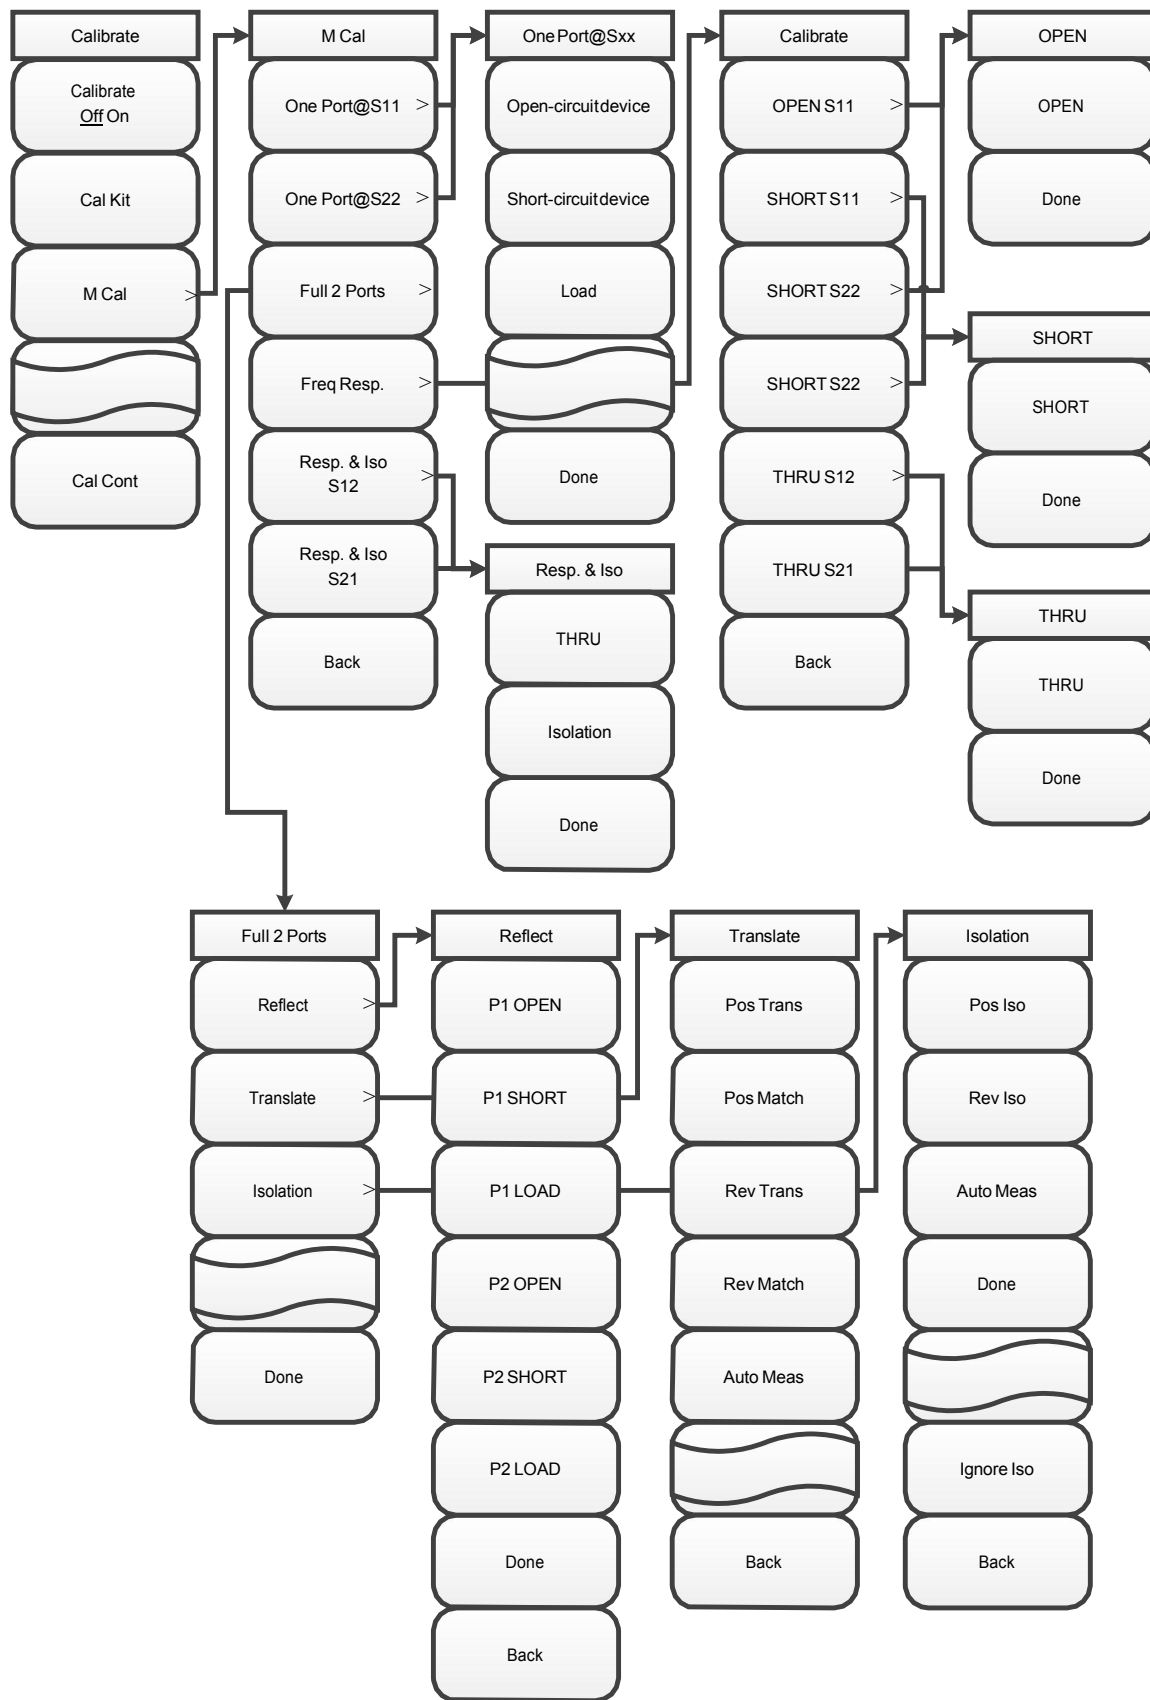 Calibrate
Calibrate
Off On
Cal Kit
M Cal >
Cal Cont
M Cal
One Port@S11 >
One Port@S22 >
Full 2 Ports >
Freq Resp. >
Resp. & Iso >
S12
Resp. & Iso
S21
Back
One Port@Sxx
Open-circuit device
Short-circuit device
Load
Done
Resp. & Iso
THRU
Isolation
Done
Calibrate
OPEN S11 >
SHORT S11 >
SHORT S22 >
SHORT S22 >
THRU S12 >
THRU S21 >
Back
OPEN
OPEN
Done
SHORT
SHORT
Done
THRU
THRU
Done
Full 2 Ports
Reflect >
Translate >
Isolation >
Done
Reflect
P1 OPEN
P1 SHORT
P1 LOAD
P2 OPEN
P2 SHORT
P2 LOAD
Done
Back
Translate
Pos Trans
Pos Match
Rev Trans
Rev Match
Auto Meas
Back
Isolation
Pos Iso
Rev Iso
Auto Meas
Done
Ignore Iso
Back